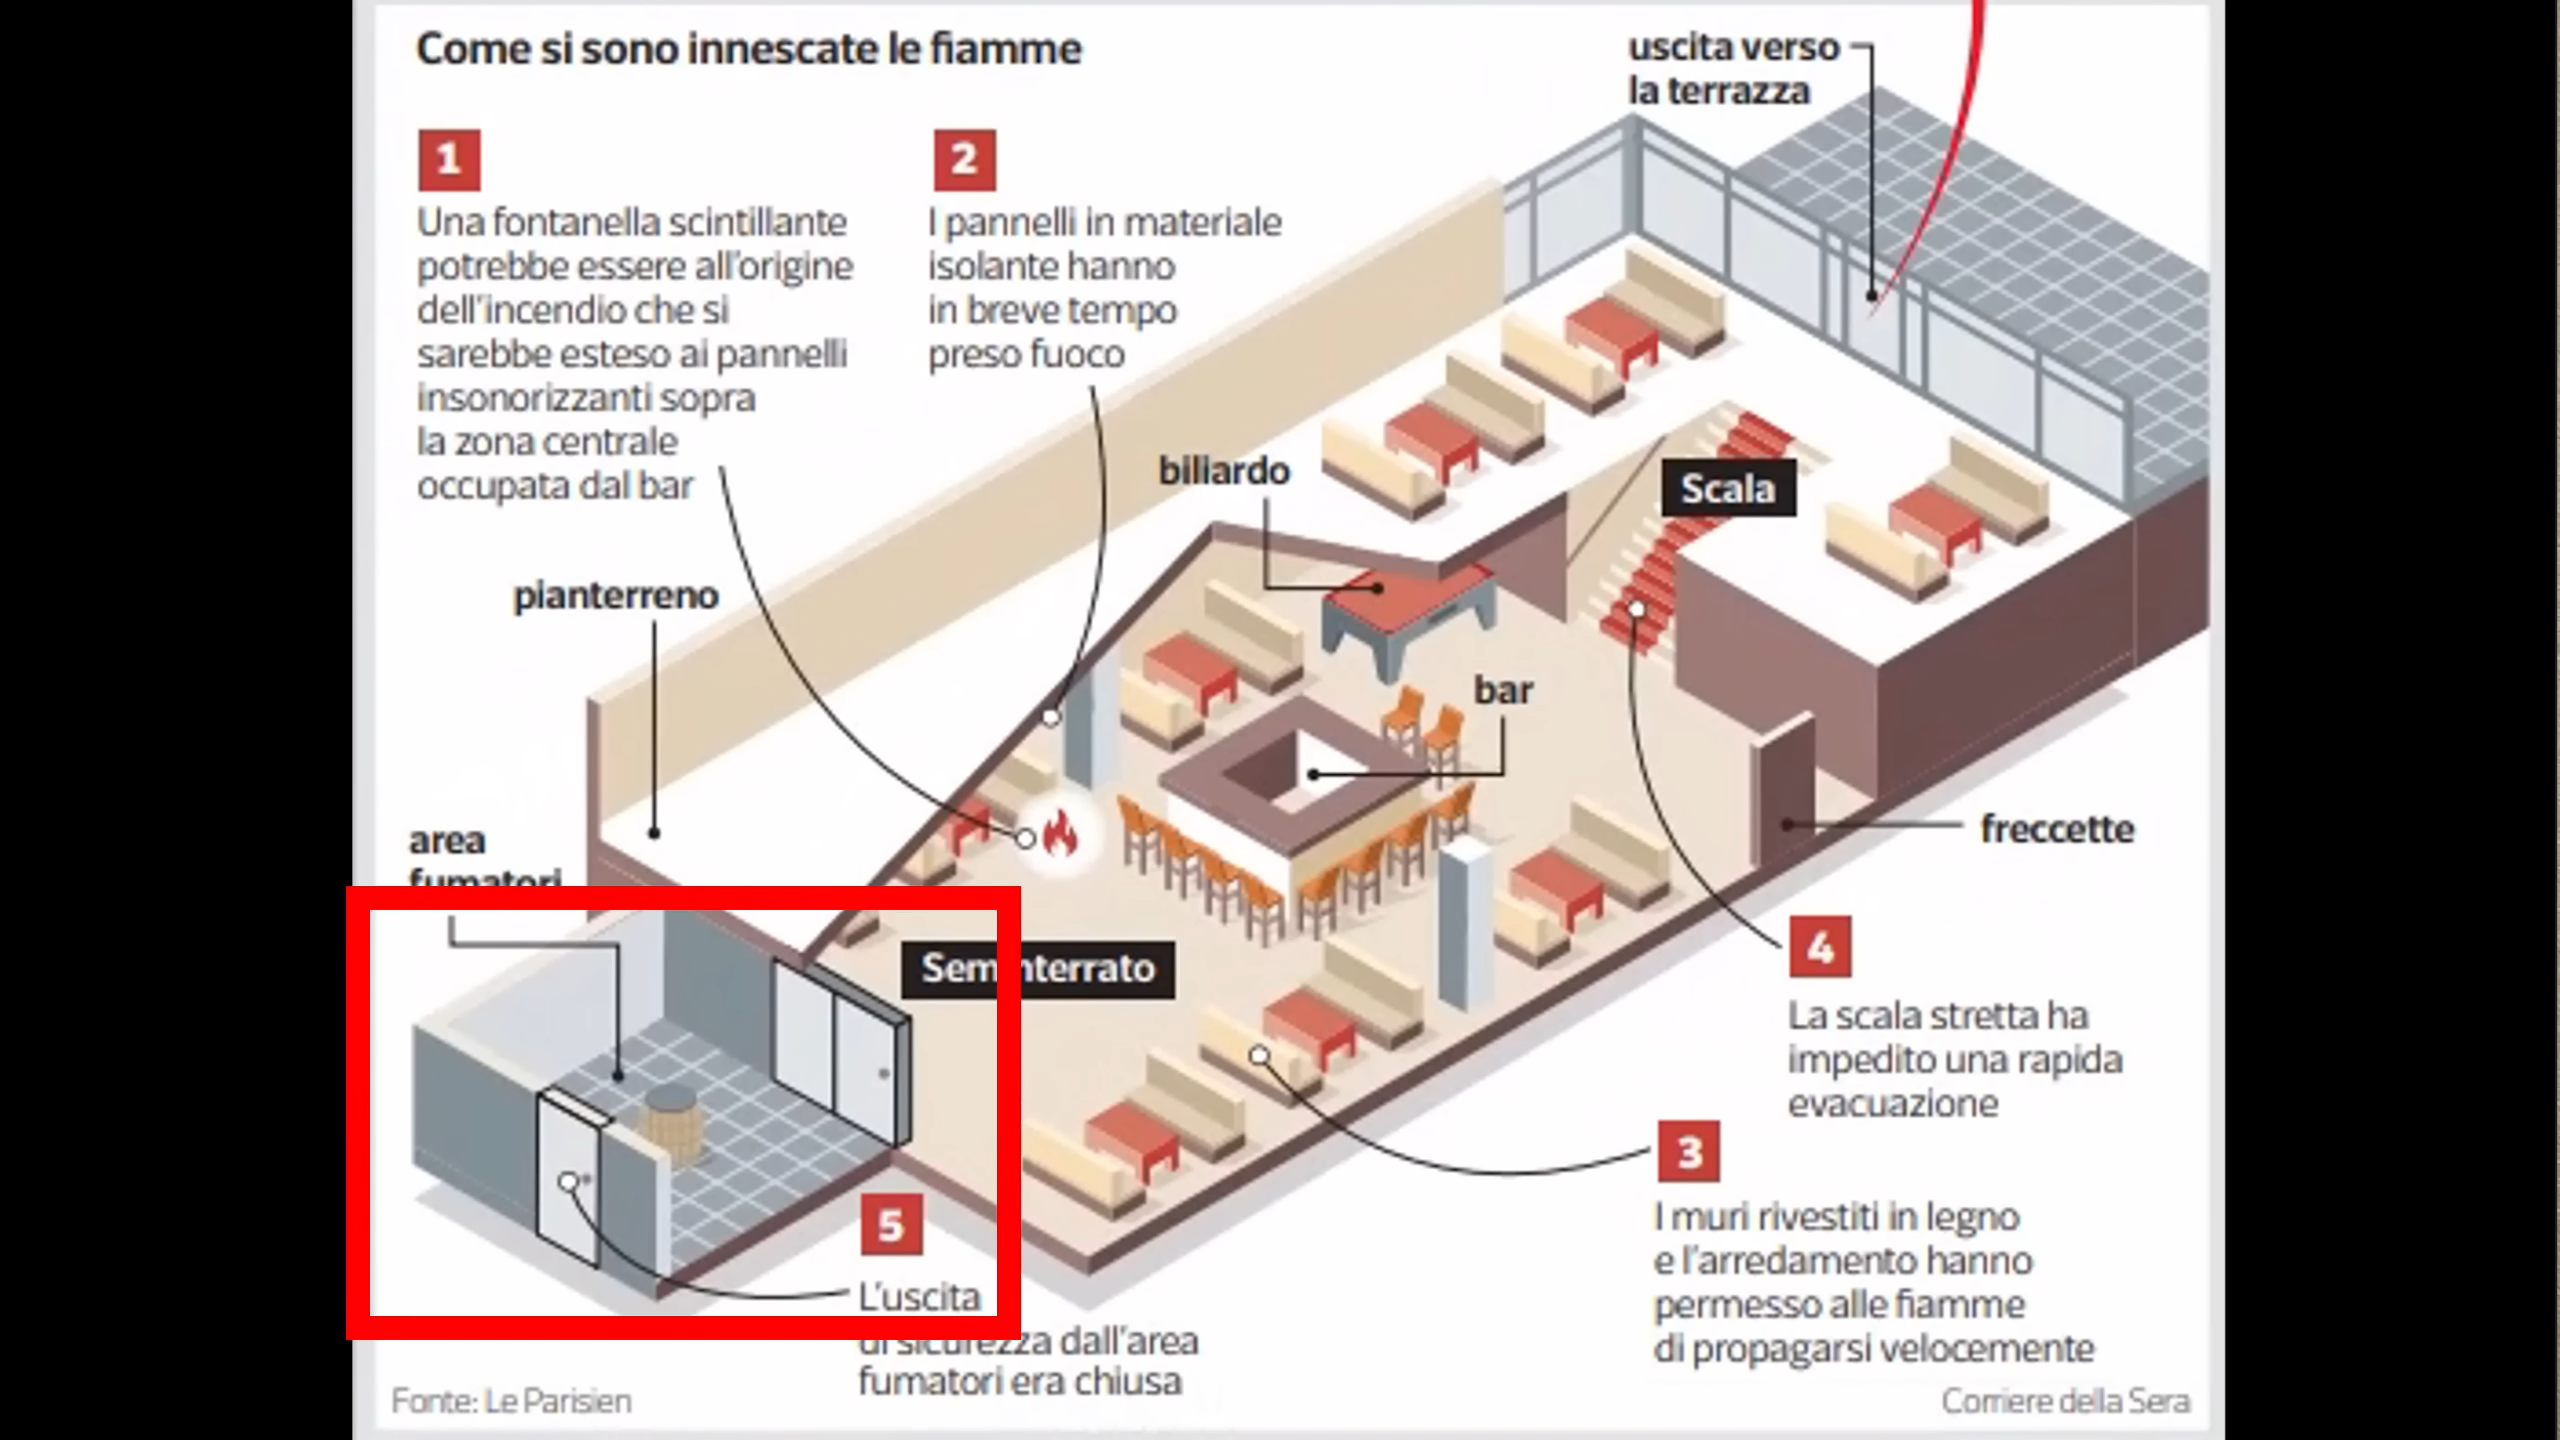 Come si sono innescate le fiamme
uscita verso
la terrazza
1
Una fontanella scintillante
potrebbe essere all'origine
dell'incendio che si
sarebbe esteso ai pannelli
insonorizzanti sopra
la zona centrale
occupata dal bar
2
I pannelli in materiale
isolante hanno
in breve tempo
preso fuoco
biliardo
Scala
pianterreno
bar
freccette
area
fumatori
Seminterrato
4
La scala stretta ha
impedito una rapida
evacuazione
3
I muri rivestiti in legno
e l'arredamento hanno
permesso alle fiamme
di propagarsi velocemente
5
L'uscita
di sicurezza dall'area
fumatori era chiusa
Fonte: Le Parisien
Corriere della Sera